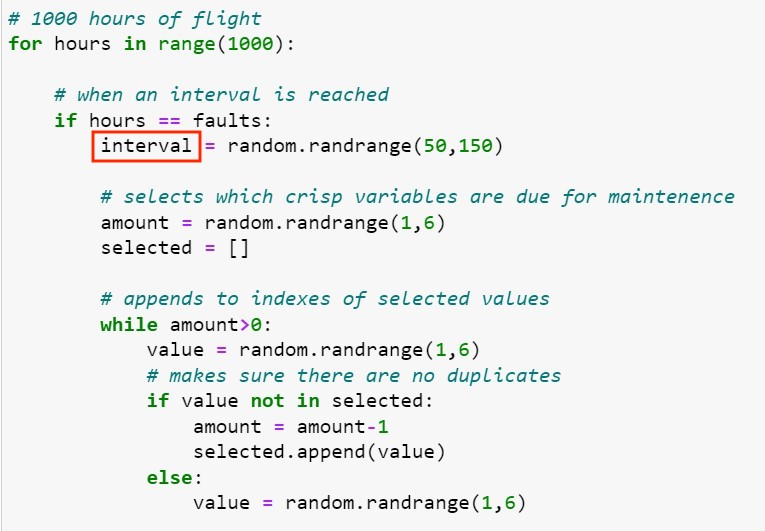 # 1000 hours of flight
for hours in range(1000):
# when an interval is reached
if hours == faults:
interval = random.randrange(50,150)
# selects which crisp variables are due for maintenence
amount = random.randrange(1,6)
selected = []
# appends to indexes of selected values
while amount>0:
value = random.randrange(1,6)
# makes sure there are no duplicates
if value not in selected:
amount = amount-1
selected.append(value)
else:
value = random.randrange(1,6)